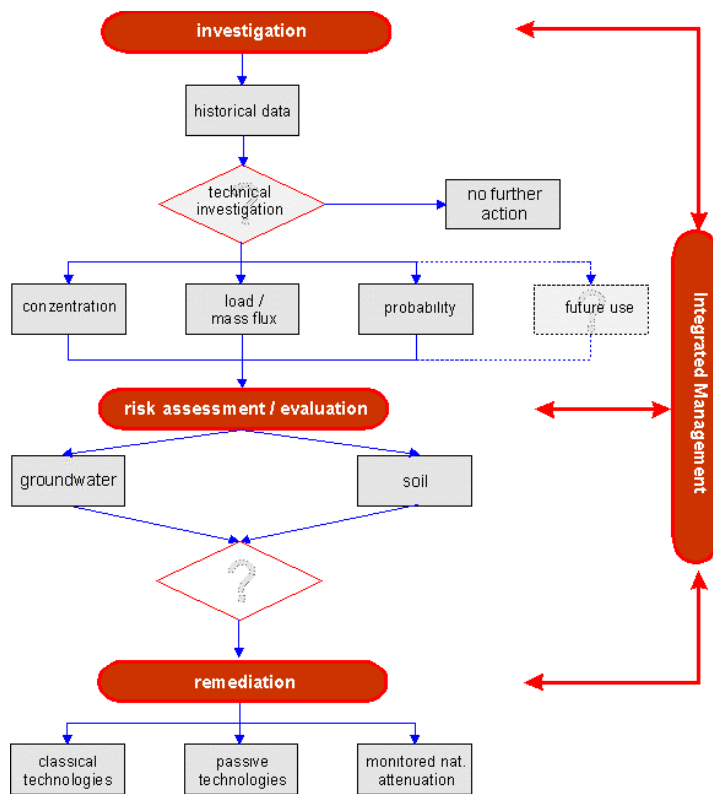 investigation
historical data
technical
investigation
?
no further
action
conzentration
load /
mass flux
probability
future use
?
Integrated Management
risk assessment / evaluation
groundwater
soil
?
remediation
classical
technologies
passive
technologies
monitored nat.
attenuation